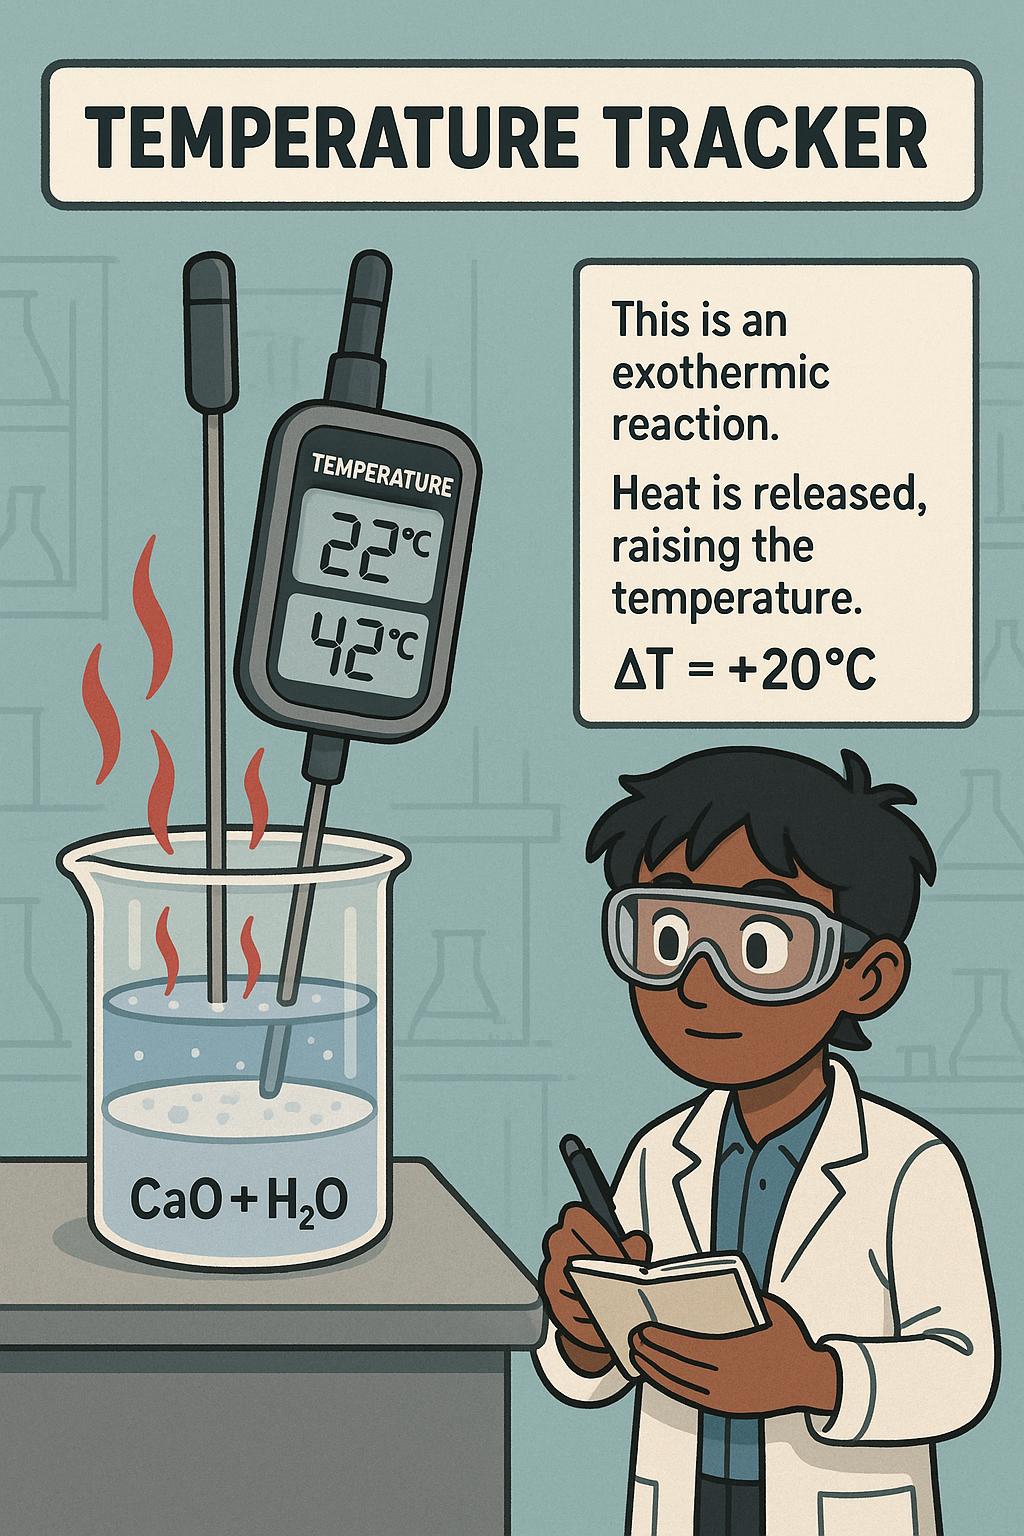 TEMPERATURE TRACKER
This is an
exothermic
reaction.
Heat is released,
raising the
temperature.
ΔT = +20°C
TEMPERATURE
22°C
42°C
CaO + H₂O